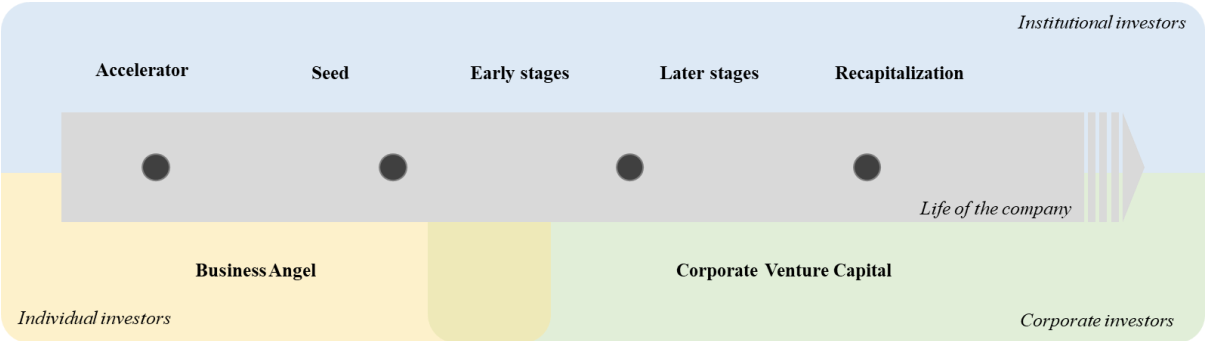 Institutional investors
Accelerator
Seed
Early stages
Later stages
Recapitalization
Life of the company
Business Angel
Corporate Venture Capital
Individual investors
Corporate investors